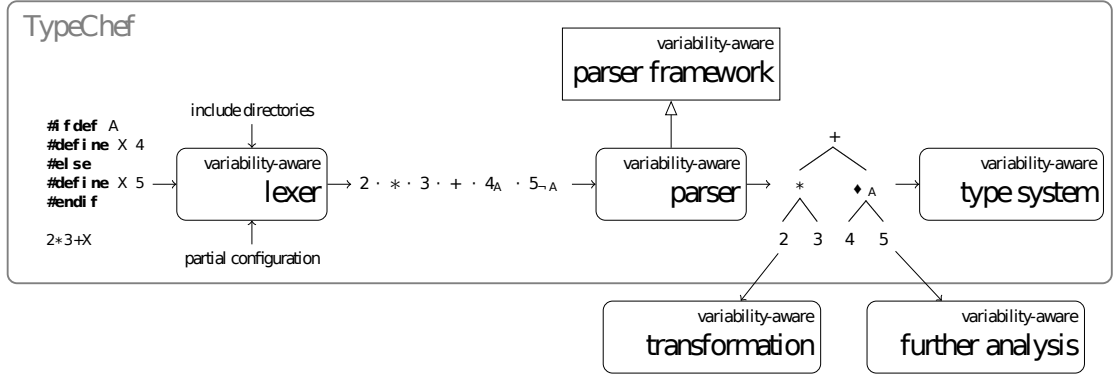 TypeChef
variability-aware
parser framework
include directories
#ifdef A
#define X 4
#else
#define X 5
#endif
2*3+X
variability-aware
lexer
partial configuration
2 · * · 3 · + · 4A · 5¬A
variability-aware
parser
+
* ♦A
2 3 4 5
variability-aware
type system
variability-aware
transformation
variability-aware
further analysis